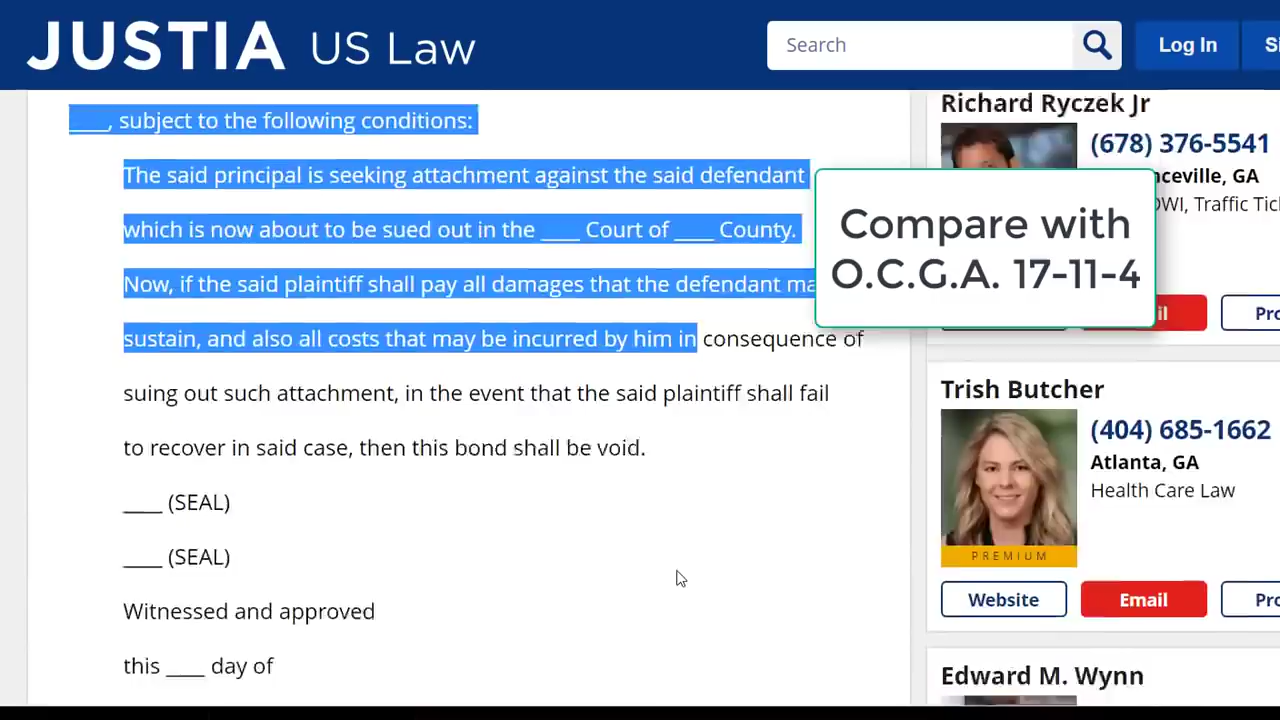 JUSTIA US Law
Search
Log In
____, subject to the following conditions:
The said principal is seeking attachment against the said defendant
which is now about to be sued out in the ____ Court of ____ County.
Now, if the said plaintiff shall pay all damages that the defendant
sustain, and also all costs that may be incurred by him in consequence of
suing out such attachment, in the event that the said plaintiff shall fail
to recover in said case, then this bond shall be void.
____ (SEAL)
____ (SEAL)
Witnessed and approved
this ____ day of
Compare with
O.C.G.A. 17-11-4
Richard Ryczek Jr
(678) 376-5541
GA
DWI, Traffic
Trish Butcher
(404) 685-1662
Atlanta, GA
Health Care Law
PREMIUM
Website
Email
Edward M. Wynn